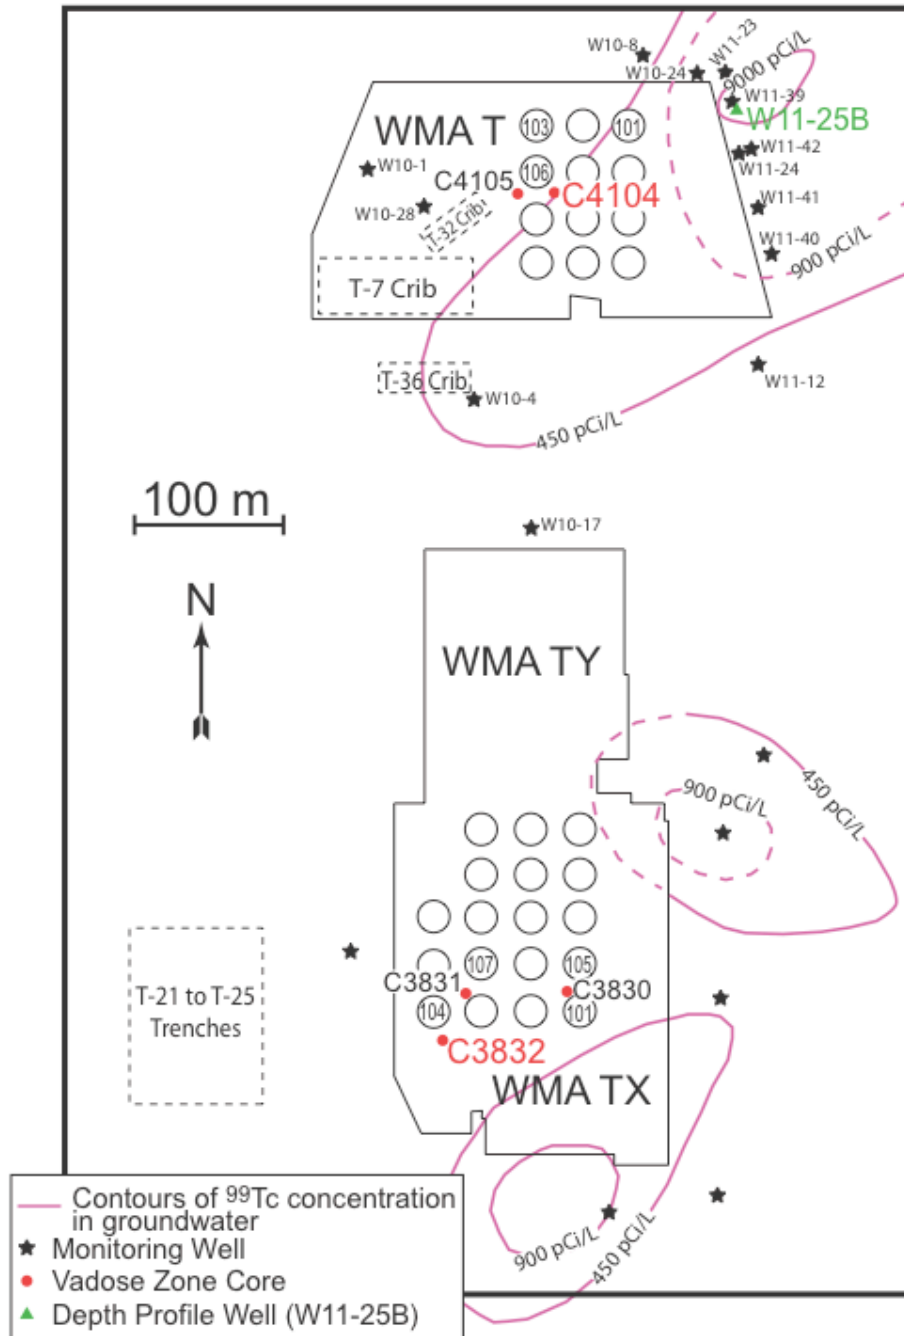 W10-8
W11-23
W10-24
9000 pCi/L
W11-39
W11-25B
WMA T
103
101
W11-42
W11-24
W10-1
106
C4105
C4104
W10-28
T-32 Crib
W11-41
W11-40
900 pCi/L
T-7 Crib
T-36 Crib
W10-4
W11-12
450 pCi/L
100 m
W10-17
N
WMA TY
900 pCi/L
450 pCi/L
107
105
C3831
C3830
T-21 to T-25
Trenches
104
101
C3832
WMA TX
900 pCi/L
450 pCi/L
Contours of 99Tc concentration
in groundwater
Monitoring Well
Vadose Zone Core
Depth Profile Well (W11-25B)